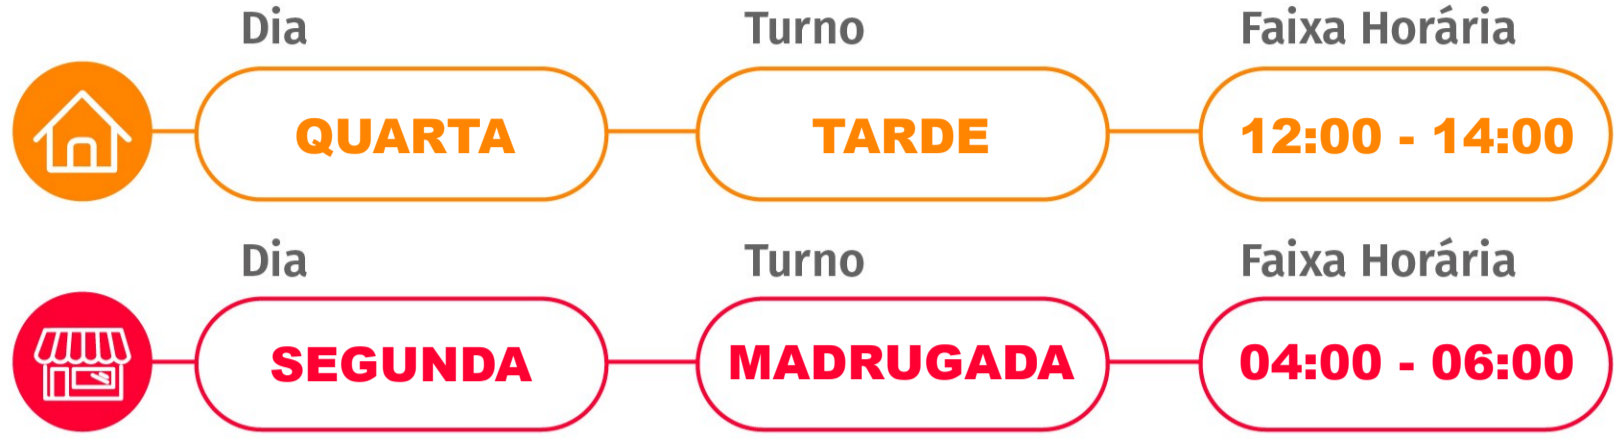 Dia Turno Faixa Horária
QUARTA TARDE 12:00 - 14:00
Dia Turno Faixa Horária
SEGUNDA MADRUGADA 04:00 - 06:00